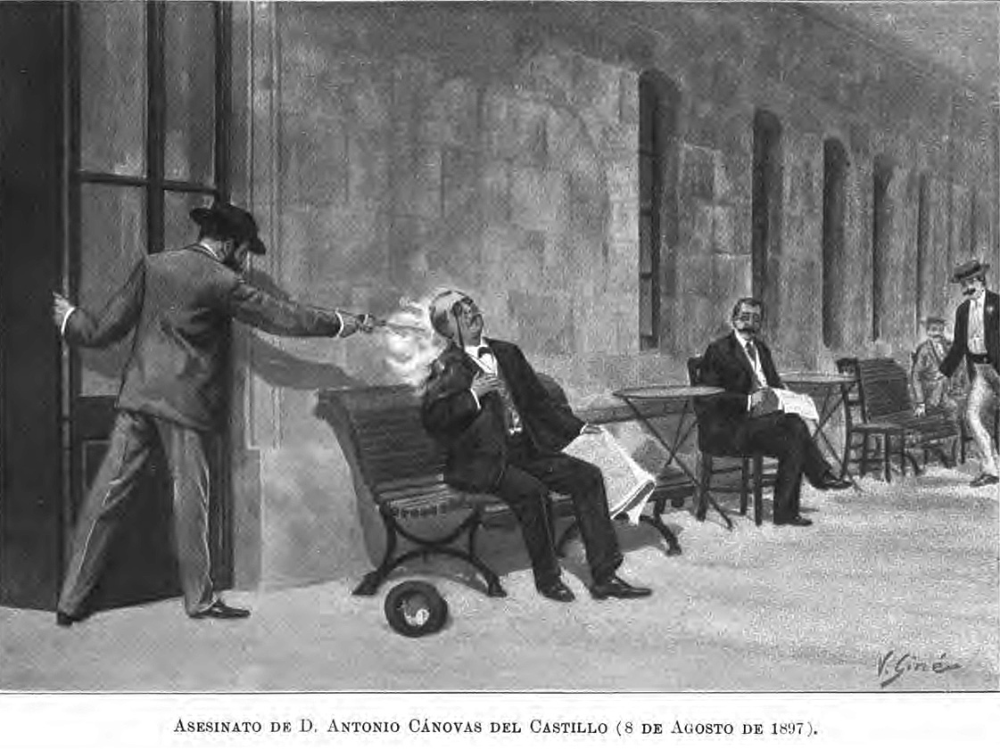 V. Giné
ASESINATO DE D. ANTONIO CÁNOVAS DEL CASTILLO (8 DE AGOSTO DE 1897).